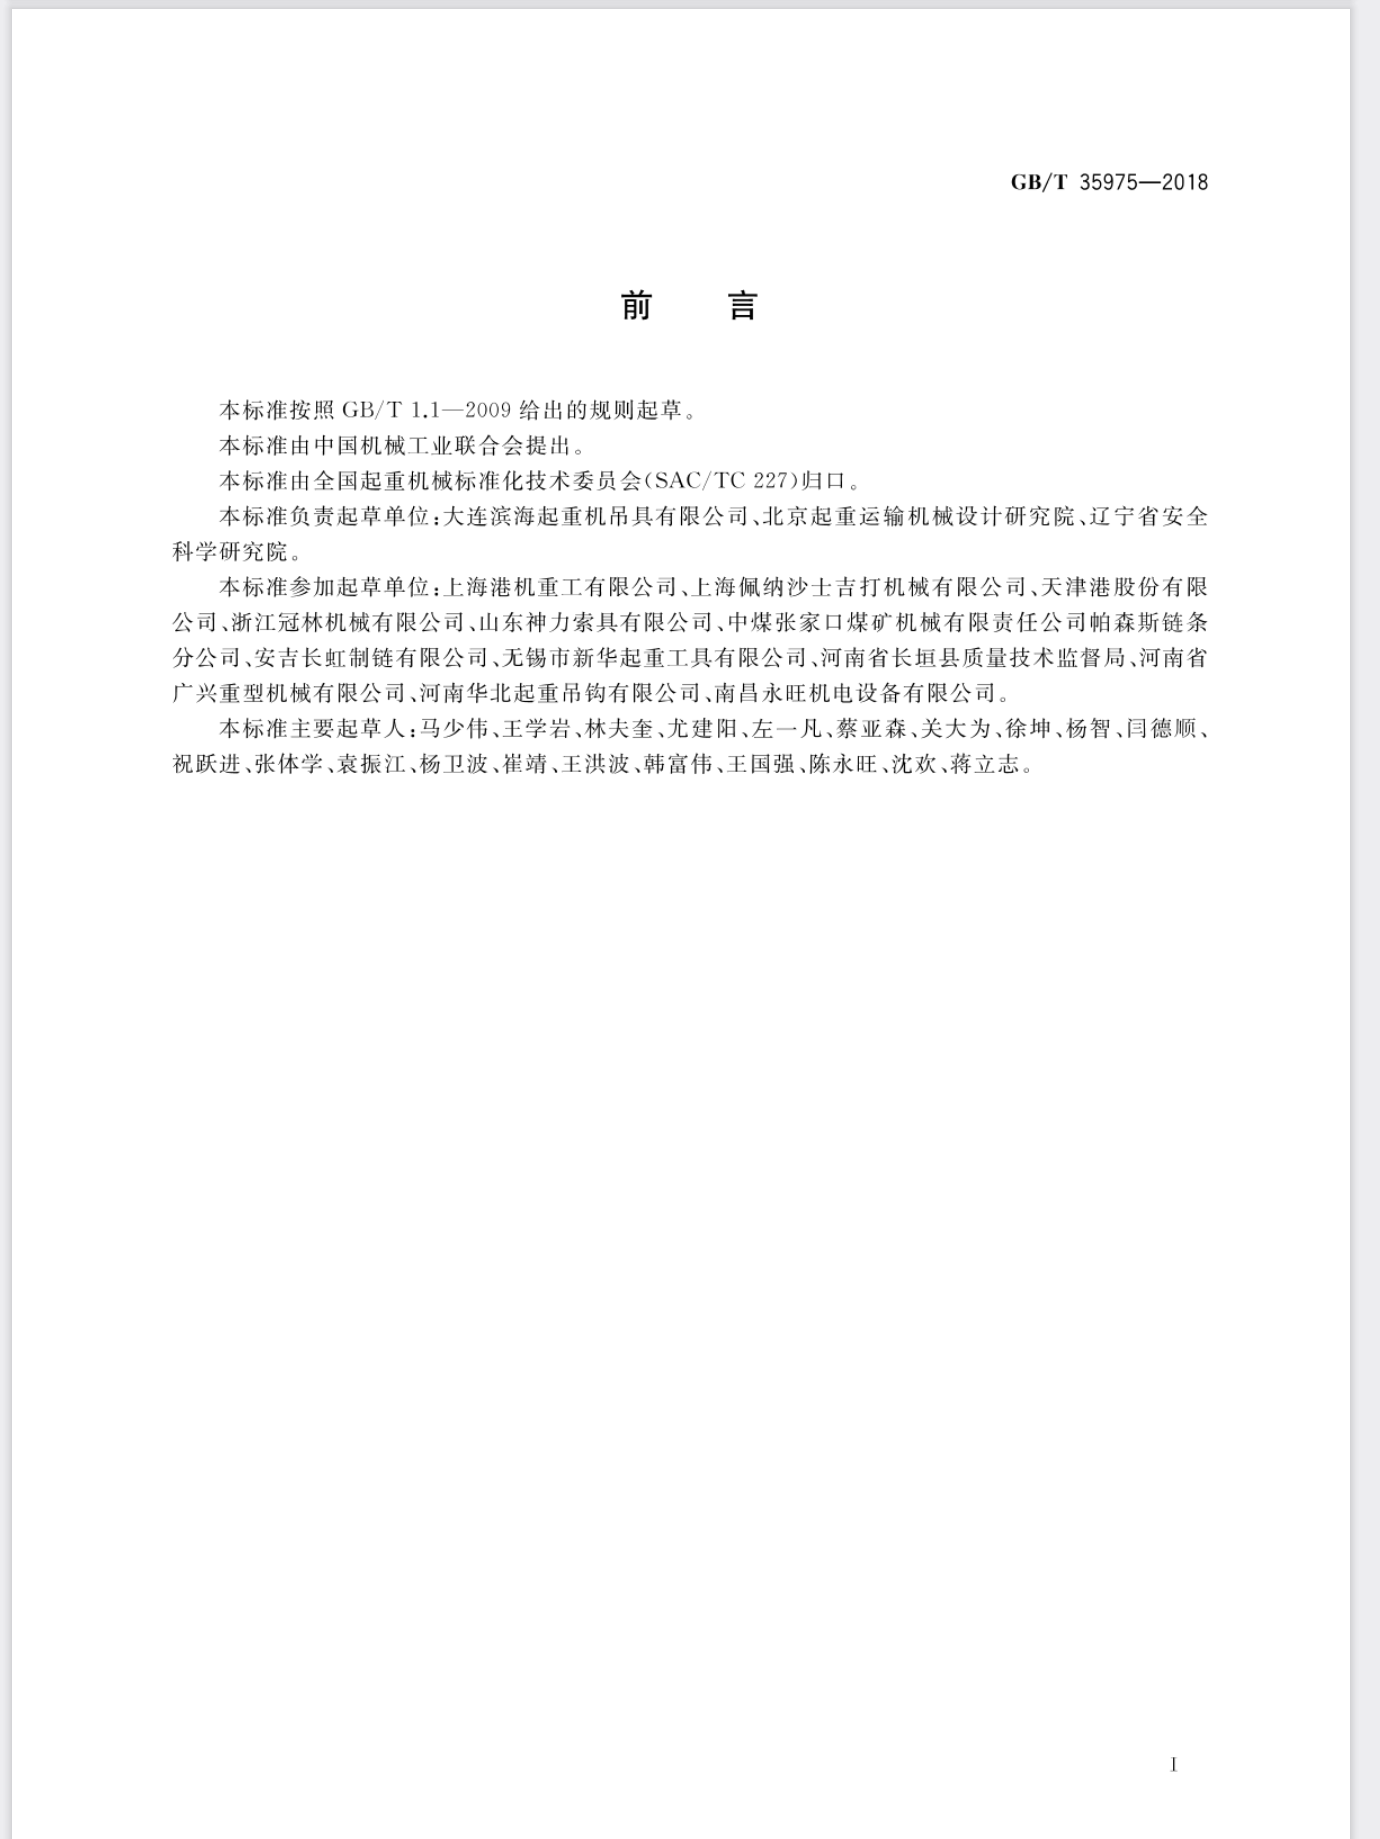 GB/T 35975—2018
前 言
本标准按照 GB/T 1.1—2009 给出的规则起草。
本标准由中国机械工业联合会提出。
本标准由全国起重机械标准化技术委员会(SAC/TC 227)归口。
本标准负责起草单位:大连滨海起重机吊具有限公司、北京起重运输机械设计研究院、辽宁省安全
科学研究院。
本标准参加起草单位:上海港机重工有限公司、上海佩纳沙士吉打机械有限公司、天津港股份有限
公司、浙江冠林机械有限公司、山东神力索具有限公司、中煤张家口煤矿机械有限责任公司帕森斯链条
分公司、安吉长虹制链有限公司、无锡市新华起重工具有限公司、河南省长垣县质量技术监督局、河南省
广兴重型机械有限公司、河南华北起重吊钩有限公司、南昌永旺机电设备有限公司。
本标准主要起草人:马少伟、王学岩、林夫奎、尤建阳、左一凡、蔡亚森、关大为、徐坤、杨智、闫德顺、
祝跃进、张体学、袁振江、杨卫波、崔靖、王洪波、韩富伟、王国强、陈永旺、沈欢、蒋立志。
I